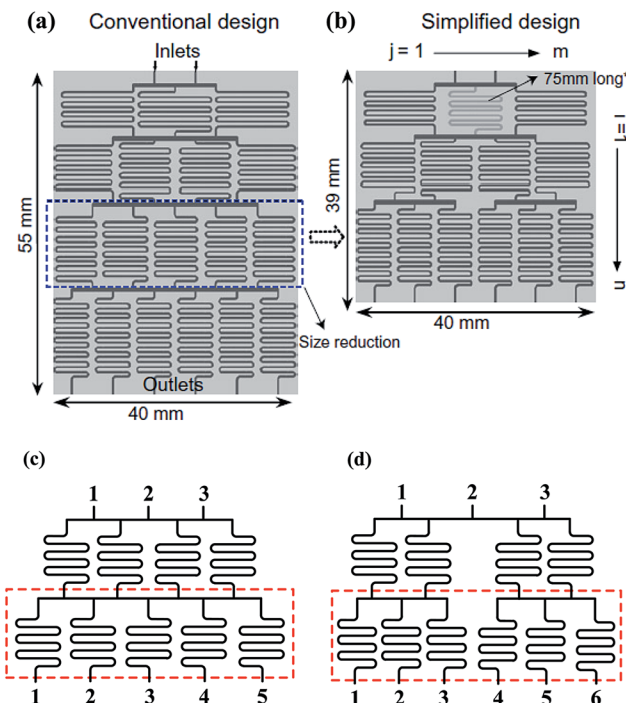 (a) Conventional design
Inlets
55 mm
Outlets
40 mm
Size reduction
(b) Simplified design
j = 1
m
75mm long
i=1
n
39 mm
40 mm
(c)
1 2 3
1 2 3 4 5
(d)
1 2 3
1 2 3 4 5 6